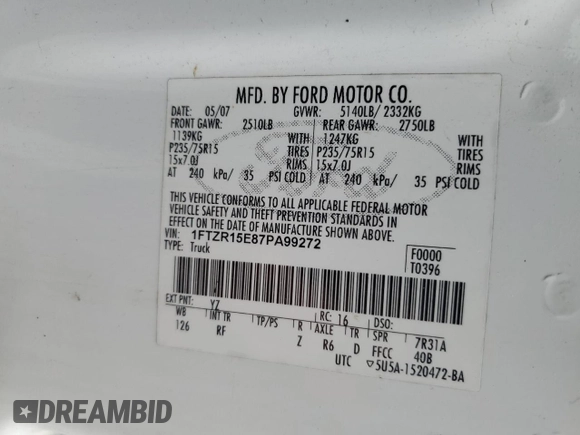 MFD. BY FORD MOTOR CO.
DATE: 05/07 GVWR: 5140LB/ 2332KG
FRONT GAWR: 2510LB REAR GAWR: 2750LB
1139KG WITH 1247KG WITH
P235/75R15 TIRES P235/75R15 TIRES
15x7.0J RIMS 15x7.0J RIMS
AT 240 kPa/ 35 PSI COLD AT 240 kPa/ 35 PSI COLD
THIS VEHICLE CONFORMS TO ALL APPLICABLE FEDERAL MOTOR
VEHICLE SAFETY AND THEFT PREVENTION STANDARDS IN
EFFECT ON THE DATE OF MANUFACTURE SHOWN ABOVE.
VIN: 1FTZR15E87PA99272 F0000
TYPE: Truck T0396
EXT PNT: YZ RC: 16 DSO:
WB INT TR TP/PS R AXLE TR SPR 7R31A
126 RF Z R6 D FFCC 40B
UTC ▽5U5A-1520472-BA
DREAMBID